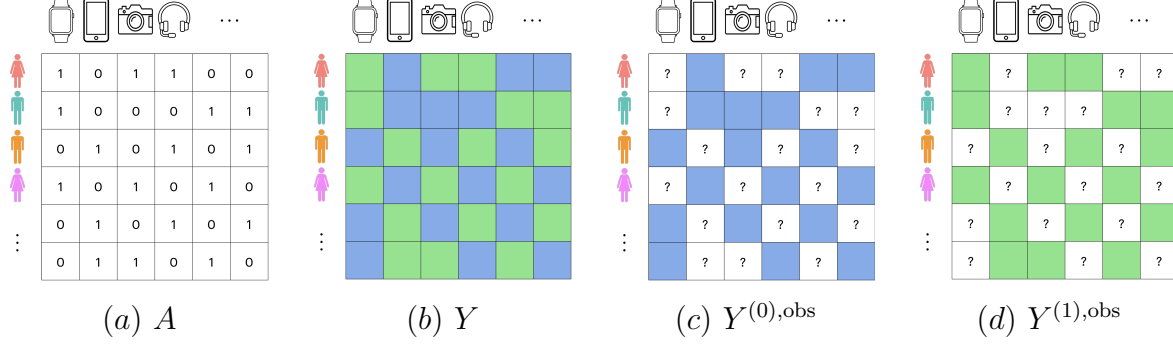 ⋯
1 0 1 1 0 0
1 0 0 0 1 1
0 1 0 1 0 1
1 0 1 0 1 0
0 1 0 1 0 1
0 1 1 0 1 0
⋮
(a) A
⋯
⋮
(b) Y
⋯
? ? ?
? ? ?
? ? ?
? ? ?
? ? ?
? ? ?
⋮
(c) Y^{(0),obs}
⋯
? ? ?
? ? ?
? ? ?
? ? ?
? ? ?
? ? ?
⋮
(d) Y^{(1),obs}